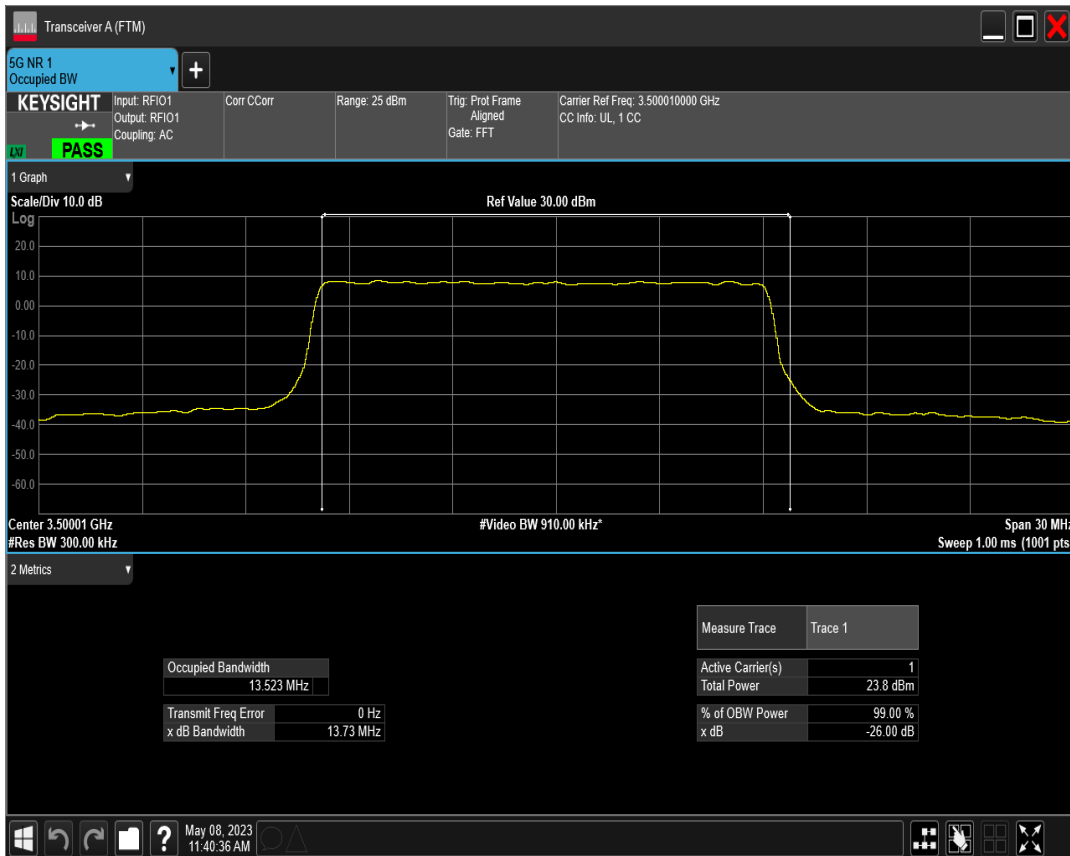 Transceiver A (FTM)
5G NR 1
Occupied BW
KEYSIGHT
LXI
PASS
Input: RFIO1
Output: RFIO1
Coupling: AC
Corr CCorr
Range: 25 dBm
Trig: Prot Frame
Aligned
Gate: FFT
Carrier Ref Freq: 3.500010000 GHz
CC Info: UL, 1 CC
1 Graph
Scale/Div 10.0 dB
Ref Value 30.00 dBm
Log
20.0
10.0
0.00
-10.0
-20.0
-30.0
-40.0
-50.0
-60.0
Center 3.50001 GHz
#Video BW 910.00 kHz*
Span 30 MHz
#Res BW 300.00 kHz
Sweep 1.00 ms (1001 pts
2 Metrics
Measure Trace Trace 1
Occupied Bandwidth
13.523 MHz
Active Carrier(s) 1
Total Power 23.8 dBm
Transmit Freq Error 0 Hz
x dB Bandwidth 13.73 MHz
% of OBW Power 99.00 %
x dB -26.00 dB
?
May 08, 2023
11:40:36 AM